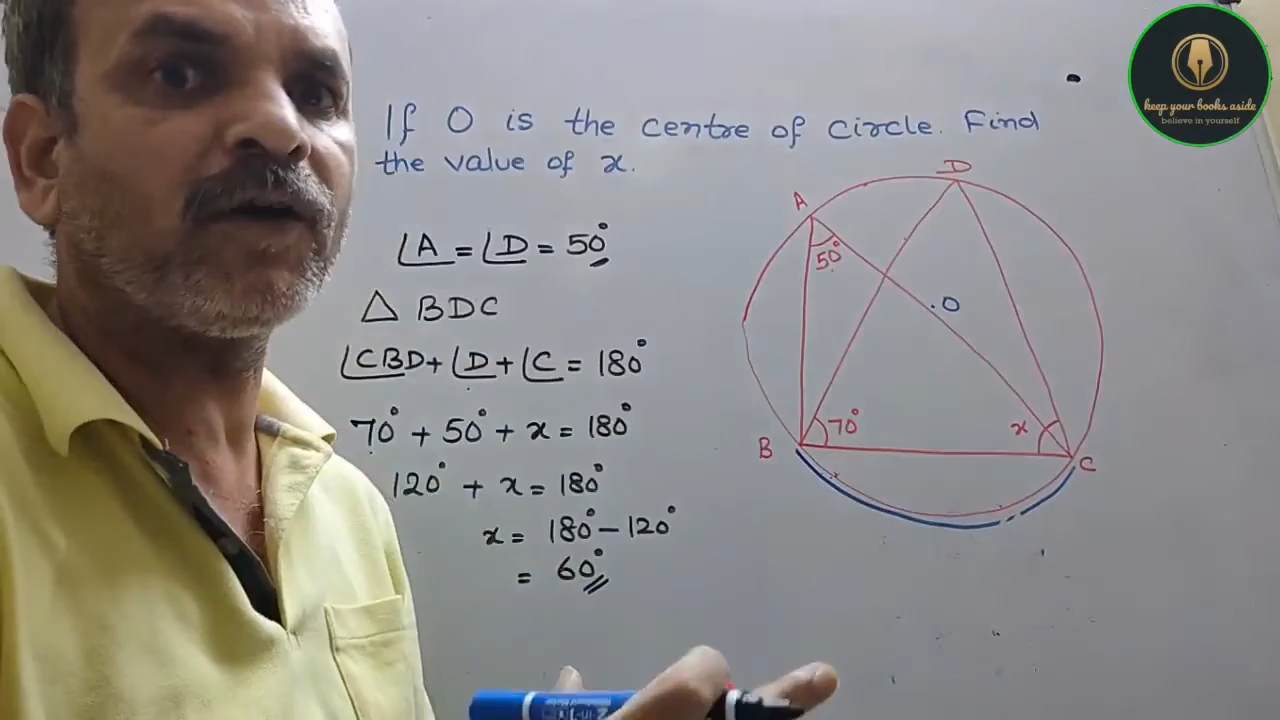 If O is the centre of circle. Find
the value of x.
∠A = ∠D = 50°
△ BDC
∠CBD + ∠D + ∠C = 180°
70° + 50° + x = 180°
120° + x = 180°
x = 180° - 120°
= 60°
D
A
50°
.O
B
70°
x
C
keep your books aside
believe in yourself